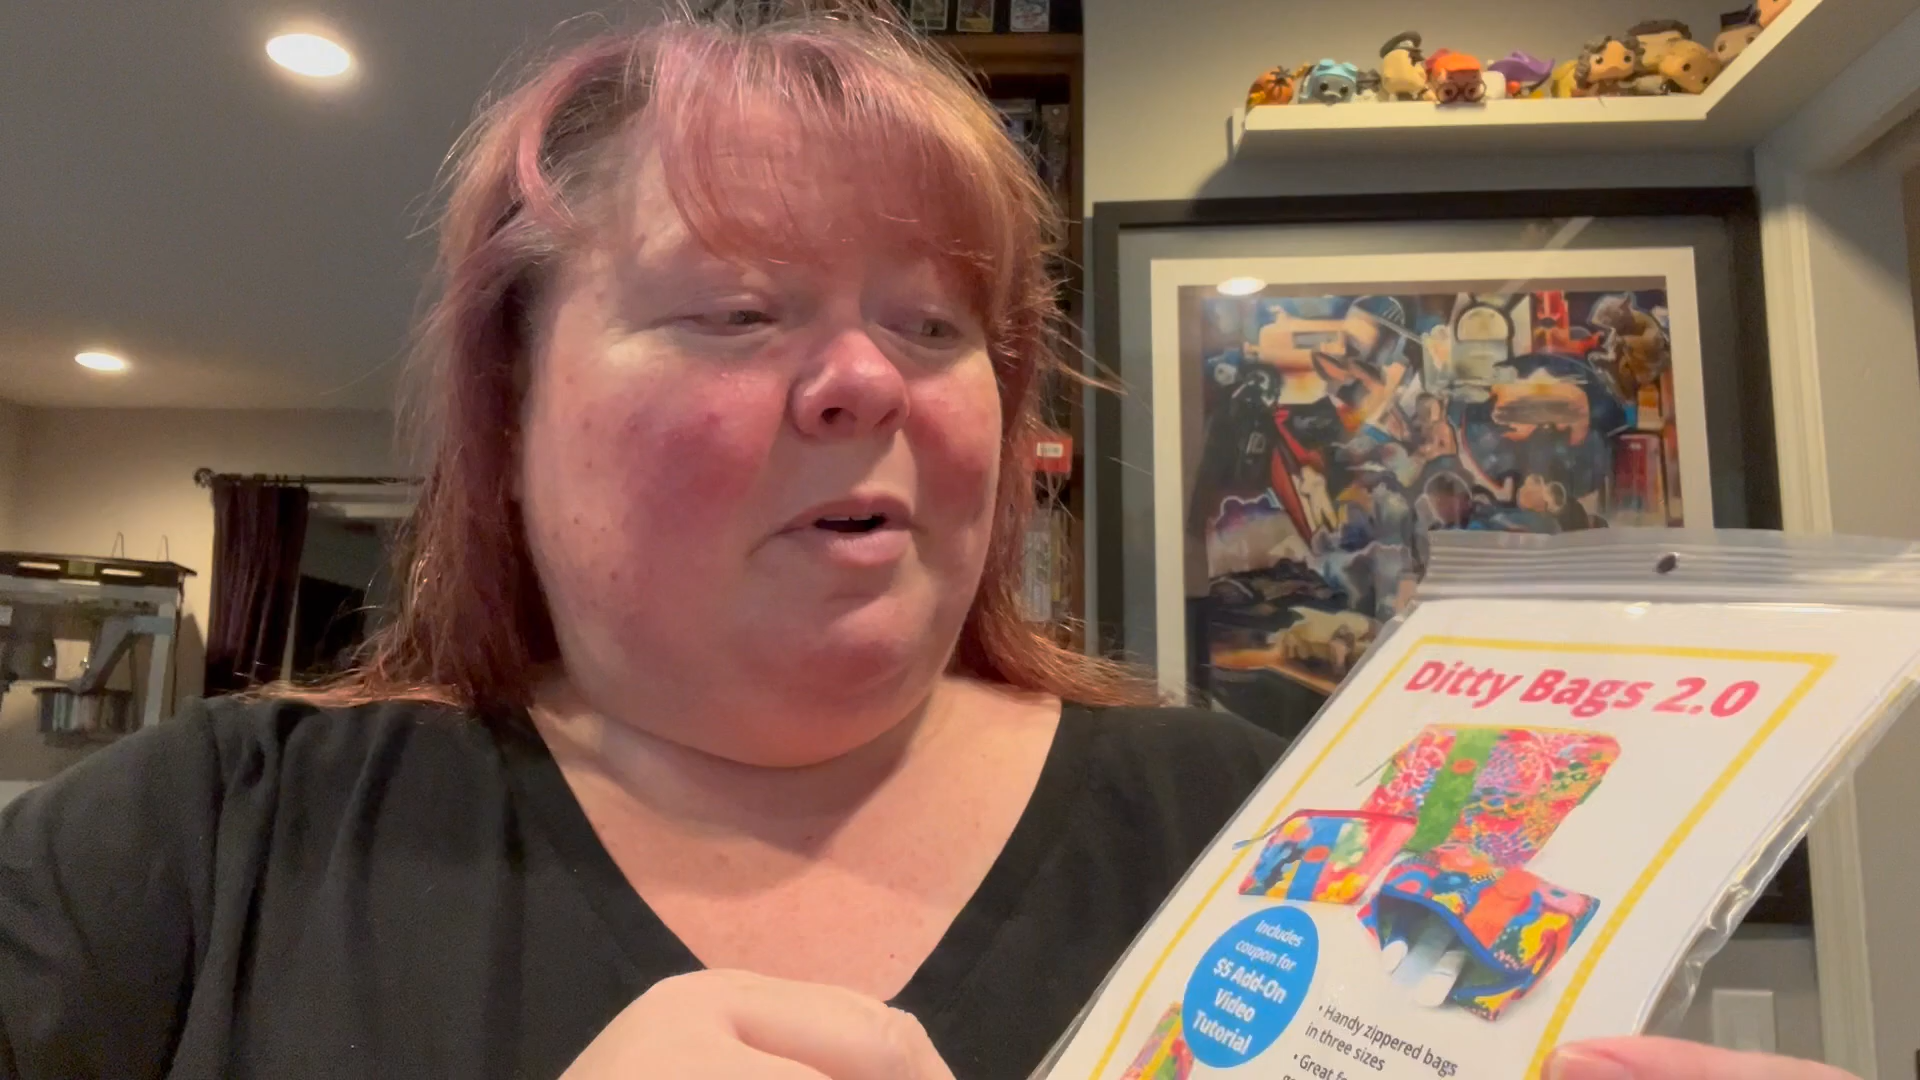 Ditty Bags 2.0
Includes
coupon for
$5 Add-On
Video
Tutorial
• Handy zippered bags
in three sizes
• Great